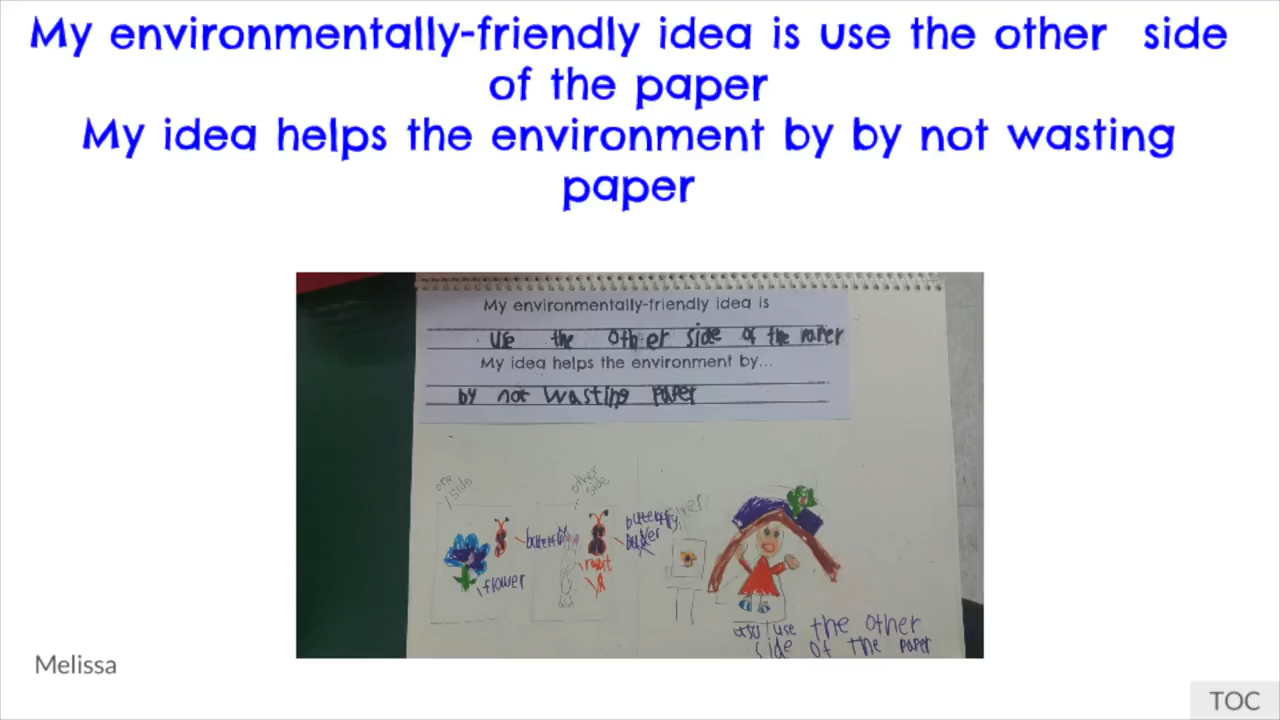 My environmentally-friendly idea is use the other side
of the paper
My idea helps the environment by by not wasting
paper
My environmentally-friendly idea is
use the other side of the paper
My idea helps the environment by...
by not wasting paper
one
side
other
side
butterfly
flower
butterfly
use the other
side of the paper
Melissa
TOC